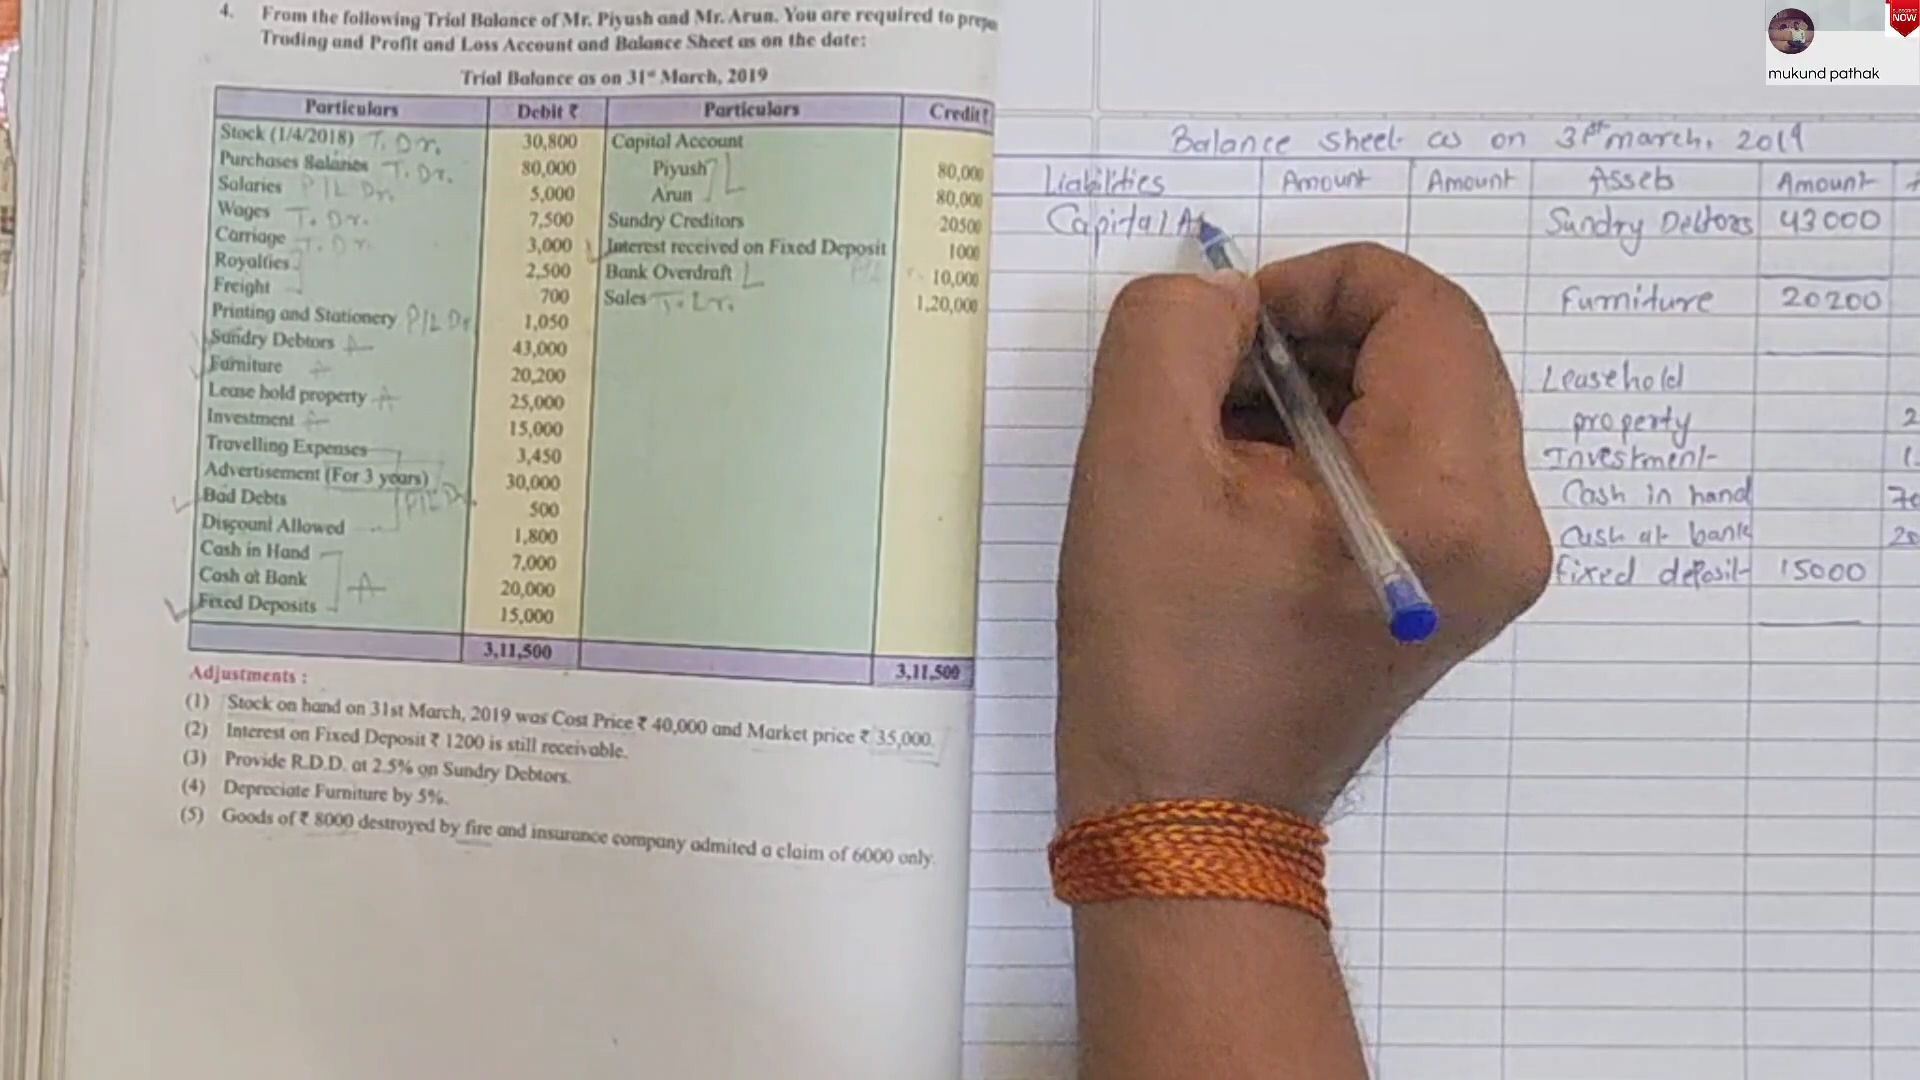 4. From the following Trial Balance of Mr. Piyush and Mr. Arun. You are required to
Trading and Profit and Loss Account and Balance Sheet as on the date:
Trial Balance as on 31st March, 2019
Particulars Debit ₹ Particulars Credit ₹
Stock (1/4/2018) T. Dr. 30,800 Capital Account
Purchases Salaries T. Dr. 80,000 Piyush 80,000
Salaries P/L Dr. 5,000 Arun L 80,000
Wages T. Dr. 7,500 Sundry Creditors 20500
Carriage T. Dr. 3,000 Interest received on Fixed Deposit 1000
Royalties 2,500 Bank Overdraft L 10,000
Freight 700 Sales 1,20,000
Printing and Stationery P/L Dr 1,050
Sundry Debtors A 43,000
Furniture A 20,200
Lease hold property A 25,000
Investment A 15,000
Travelling Expenses 3,450
Advertisement (For 3 years) 30,000
Bad Debts P/L Dr. 500
Discount Allowed 1,800
Cash in Hand 7,000
Cash at Bank A 20,000
Fixed Deposits 15,000
3,11,500 3,11,500
Adjustments :
(1) Stock on hand on 31st March, 2019 was Cost Price ₹ 40,000 and Market price ₹ 35,000.
(2) Interest on Fixed Deposit ₹ 1200 is still receivable.
(3) Provide R.D.D. at 2.5% on Sundry Debtors.
(4) Depreciate Furniture by 5%.
(5) Goods of ₹ 8000 destroyed by fire and insurance company admited a claim of 6000 only.
Balance sheet as on 31st march, 2019
Liabilities Amount Amount Assets Amount
Capital A Sundry Debtors 43000
Furniture 20200
Leasehold
property 2
Investment 1
Cash in hand 70
Cash at bank 20
fixed deposit 15000
mukund pathak
SUBSCRIBE
NOW